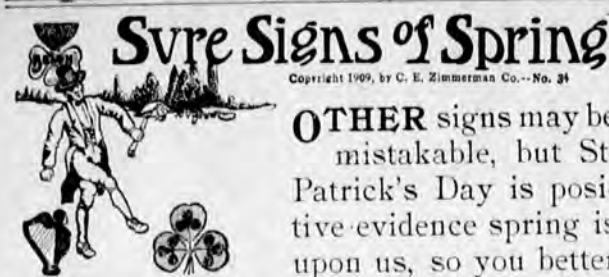 Svre Signs of Spring
Copyright 1909, by C. E. Zimmerman Co.--No. 34
OTHER signs may be
mistakable, but St
Patrick's Day is posi
tive evidence spring is
upon us, so you better